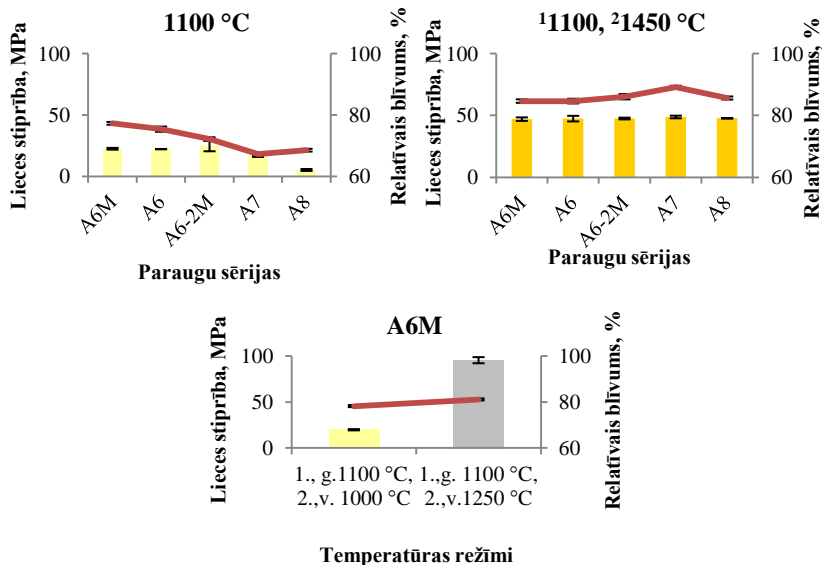 1100 °C
Lieces stiprība, MPa
100
50
0
100
80
60
Relatīvais blīvums, %
A6M
A6
A6-2M
A7
A8
Paraugu sērijas
¹1100, ²1450 °C
Lieces stiprība, MPa
100
50
0
100
80
60
Relatīvais blīvums, %
A6M
A6
A6-2M
A7
A8
Paraugu sērijas
A6M
Lieces stiprība, MPa
100
50
0
100
80
60
Relatīvais blīvums, %
1., g.1100 °C,
2.,v. 1000 °C
1.,g. 1100 °C,
2.,v.1250 °C
Temperatūras režīmi